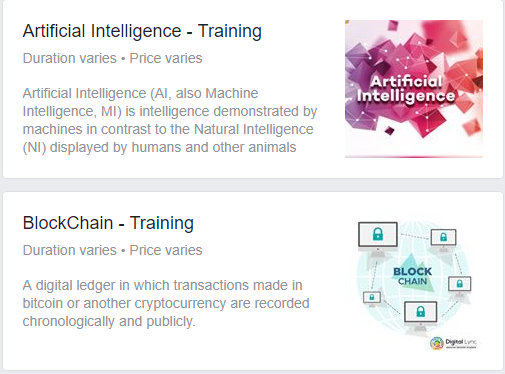 Artificial Intelligence - Training
Duration varies • Price varies
Artificial Intelligence (AI, also Machine
Intelligence, MI) is intelligence demonstrated by
machines in contrast to the Natural Intelligence
(NI) displayed by humans and other animals
Artificial
Intelligence
BlockChain - Training
Duration varies • Price varies
A digital ledger in which transactions made in
bitcoin or another cryptocurrency are recorded
chronologically and publicly.
BLOCK
CHAIN
Digital Lync